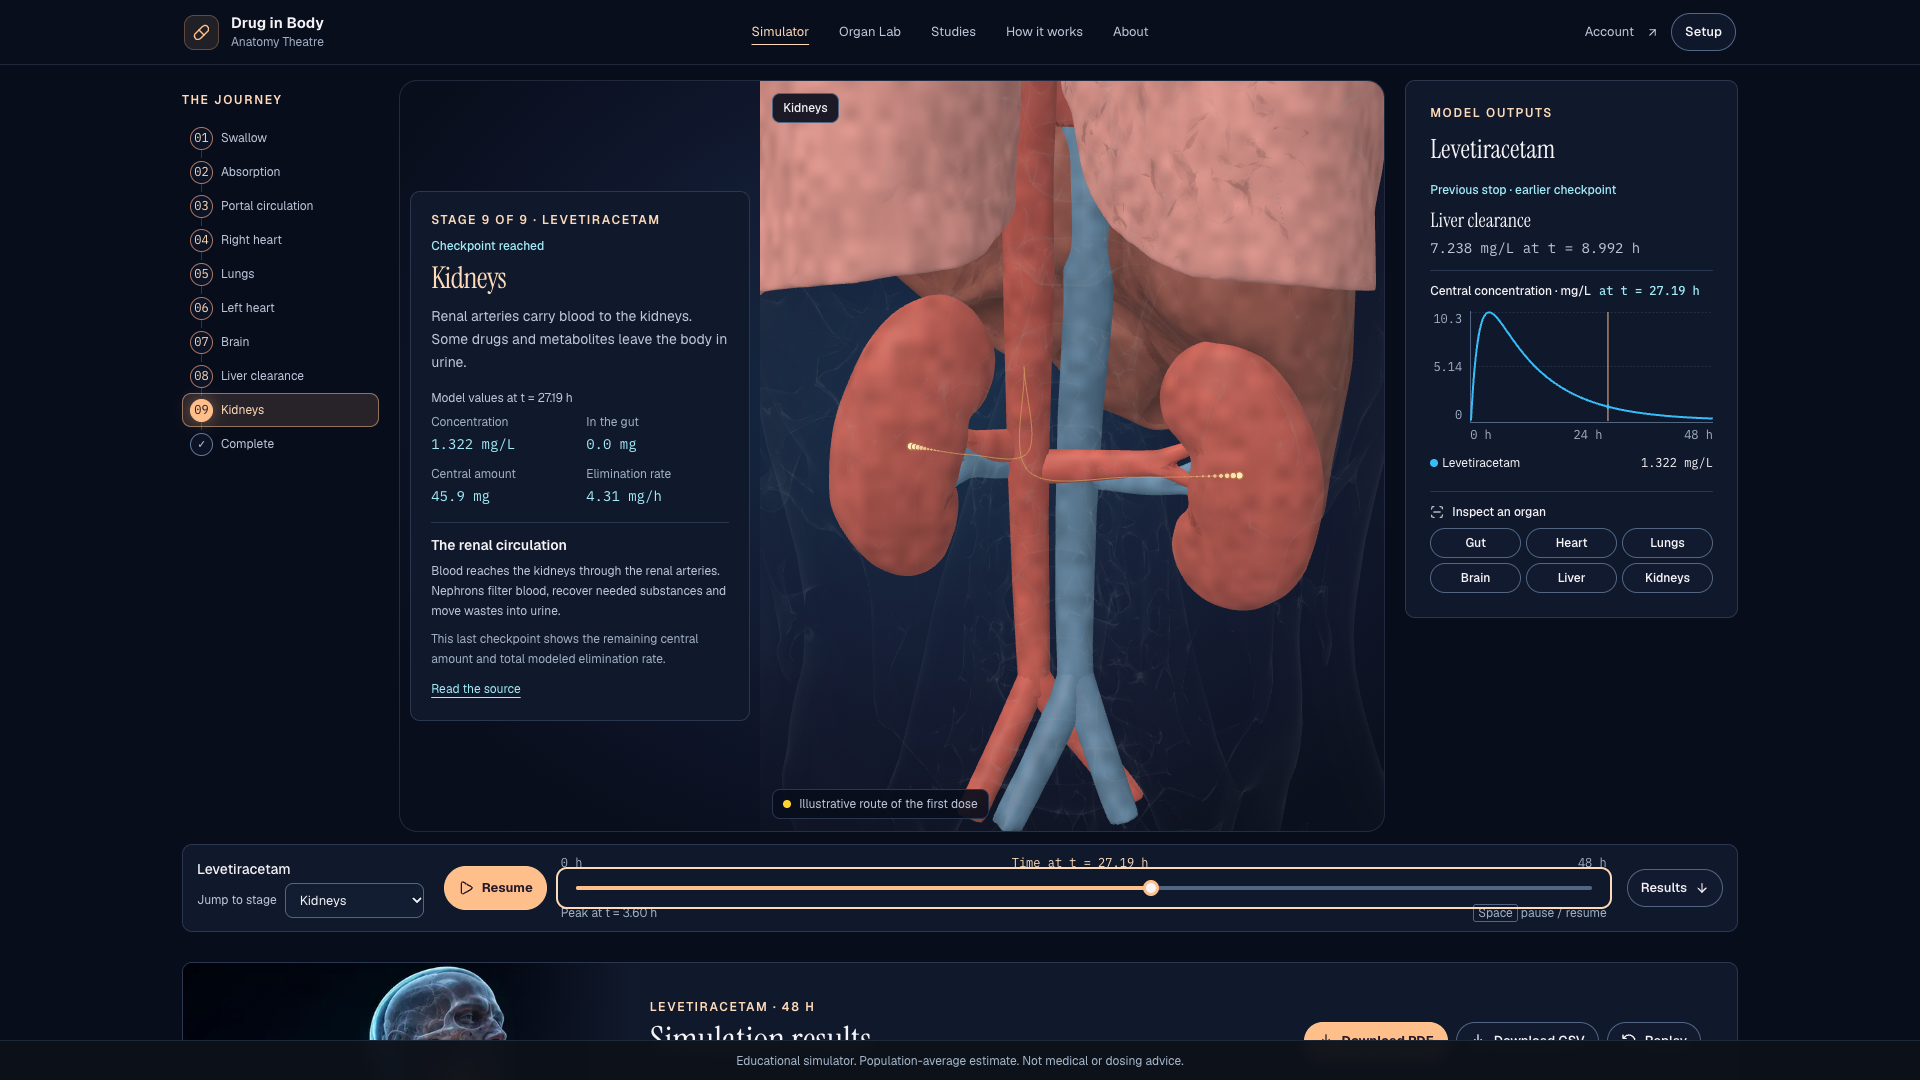 Drug in Body
Anatomy Theatre
Simulator
Organ Lab
Studies
How it works
About
Account
Setup
THE JOURNEY
01 Swallow
02 Absorption
03 Portal circulation
04 Right heart
05 Lungs
06 Left heart
07 Brain
08 Liver clearance
09 Kidneys
✓ Complete
STAGE 9 OF 9 · LEVETIRACETAM
Checkpoint reached
Kidneys
Renal arteries carry blood to the kidneys.
Some drugs and metabolites leave the body in
urine.
Model values at t = 27.19 h
Concentration
In the gut
1.322 mg/L
0.0 mg
Central amount
Elimination rate
45.9 mg
4.31 mg/h
The renal circulation
Blood reaches the kidneys through the renal arteries.
Nephrons filter blood, recover needed substances and
move wastes into urine.
This last checkpoint shows the remaining central
amount and total modeled elimination rate.
Read the source
Kidneys
Illustrative route of the first dose
MODEL OUTPUTS
Levetiracetam
Previous stop · earlier checkpoint
Liver clearance
7.238 mg/L at t = 8.992 h
Central concentration · mg/L at t = 27.19 h
10.3
5.14
0
0 h
24 h
48 h
Levetiracetam
1.322 mg/L
Inspect an organ
Gut
Heart
Lungs
Brain
Liver
Kidneys
Levetiracetam
Jump to stage
Kidneys
Resume
0 h
Time at t = 27.19 h
48 h
Peak at t = 3.60 h
Space pause / resume
Results
LEVETIRACETAM · 48 H
Simulation results
Download PDF
Download CSV
Replay
Educational simulator. Population-average estimate. Not medical or dosing advice.